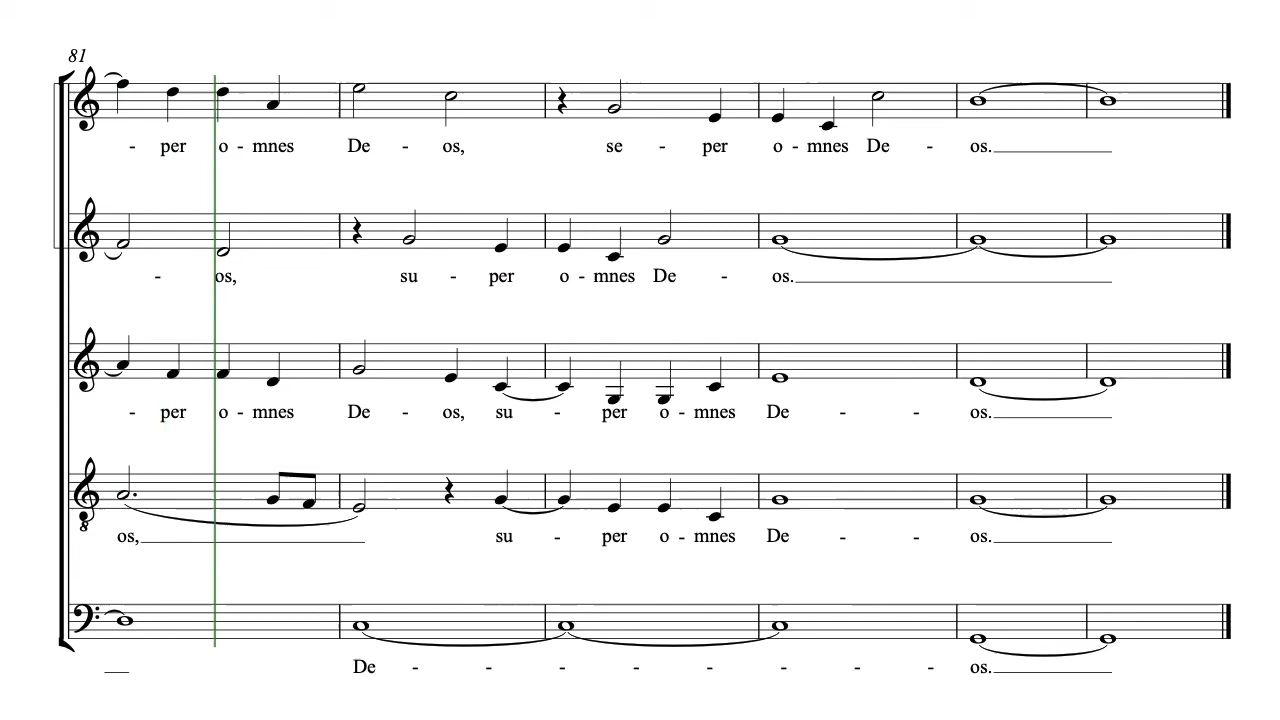 81
- per o - mnes De - os, se - per o - mnes De - os.
- os, su - per o - mnes De - os.
- per o - mnes De - os, su - per o - mnes De - - os.
8
os, su - per o - mnes De - - os.
De - - - - - - - - os.